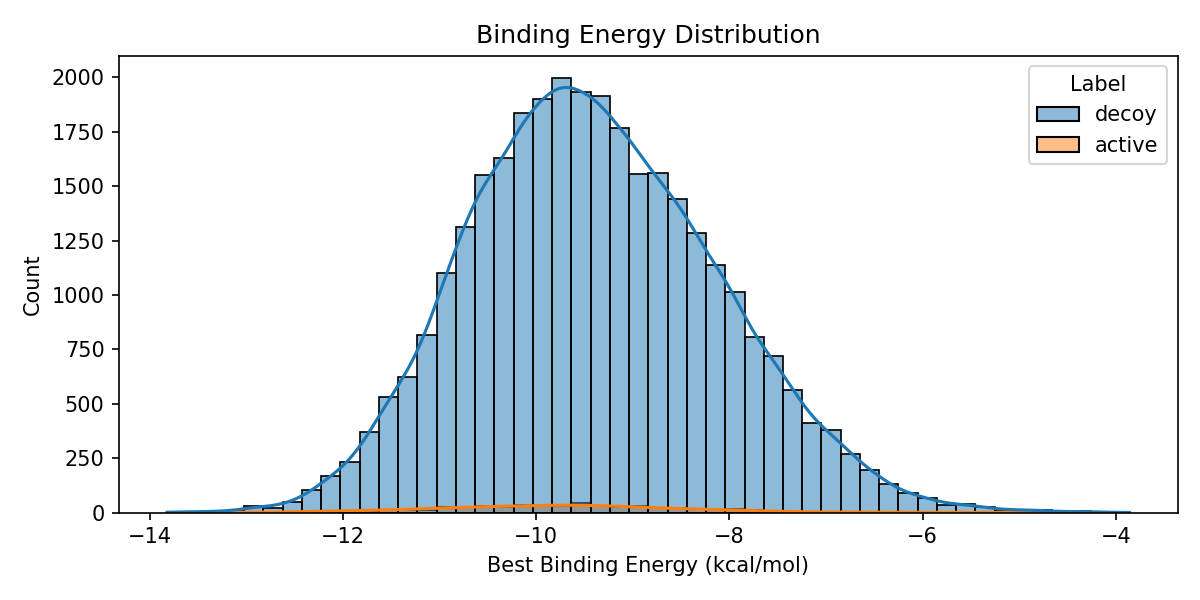 Binding Energy Distribution
Label
decoy
active
2000
1750
1500
1250
1000
750
500
250
0
Count
−14 −12 −10 −8 −6 −4
Best Binding Energy (kcal/mol)